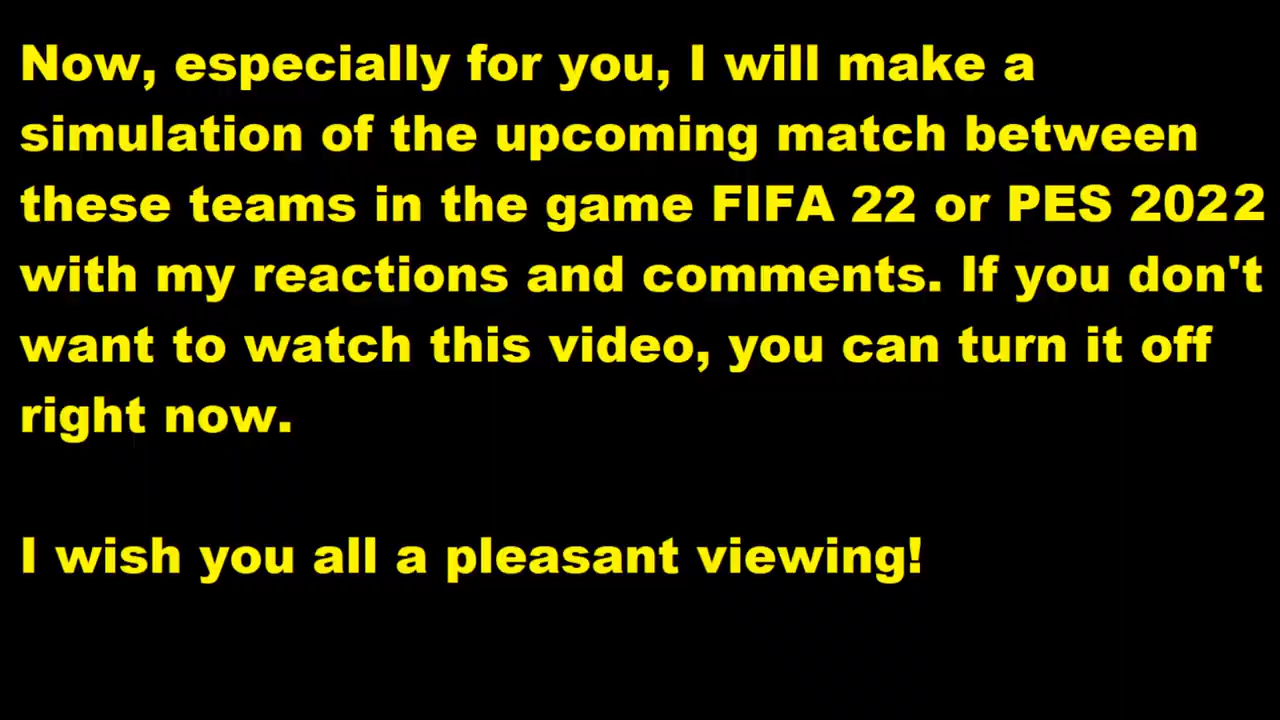 Now, especially for you, I will make a
simulation of the upcoming match between
these teams in the game FIFA 22 or PES 2022
with my reactions and comments. If you don't
want to watch this video, you can turn it off
right now.
I wish you all a pleasant viewing!